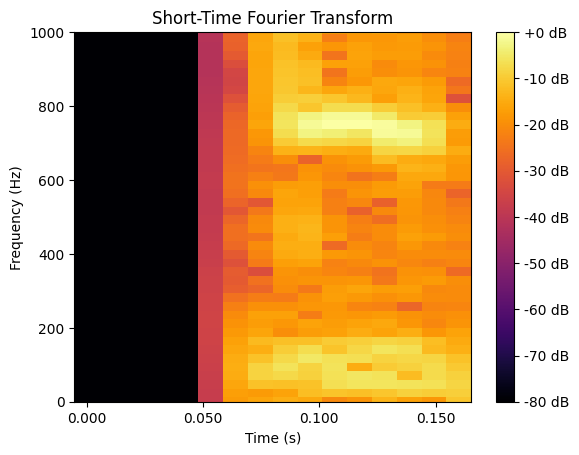 Short-Time Fourier Transform
Frequency (Hz)
1000
800
600
400
200
0
0.000
0.050
0.100
0.150
Time (s)
+0 dB
-10 dB
-20 dB
-30 dB
-40 dB
-50 dB
-60 dB
-70 dB
-80 dB